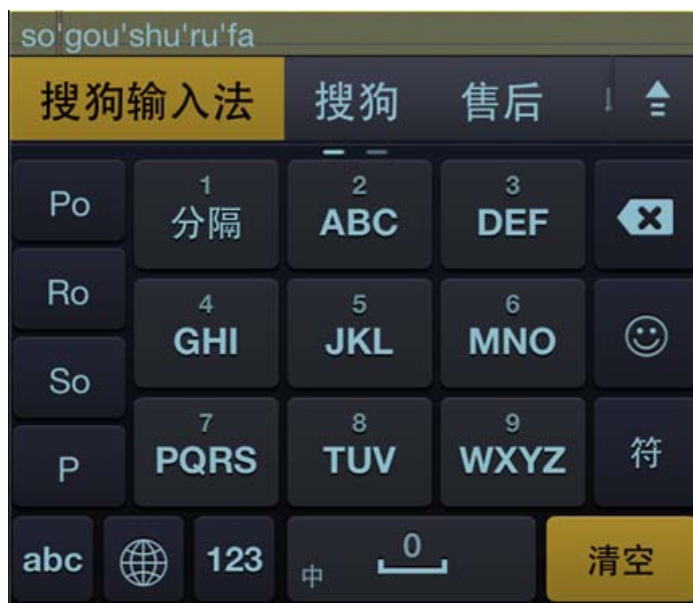 so'gou'shu'ru'fa
搜狗输入法 搜狗 售后
Po 1 2 3
分隔 ABC DEF
Ro 4 5 6
GHI JKL MNO
So
7 8 9
P PQRS TUV WXYZ 符
abc 123 中 0 清空